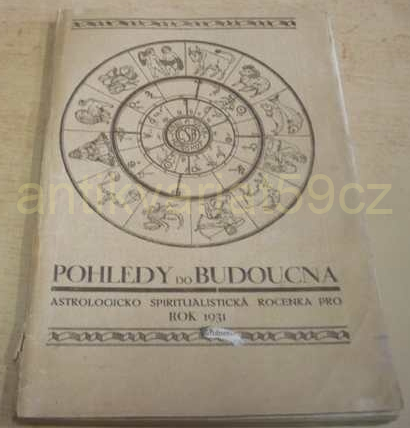 antikvariat59cz
POHLEDY DO BUDOUCNA
ASTROLOGICKO SPIRITUALISTICKÁ ROČENKA PRO
ROK 1931